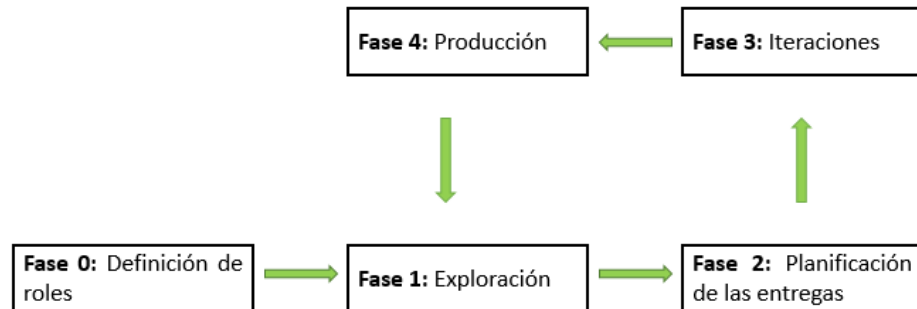 Fase 4: Producción
Fase 3: Iteraciones
Fase 0: Definición de
roles
Fase 1: Exploración
Fase 2: Planificación
de las entregas